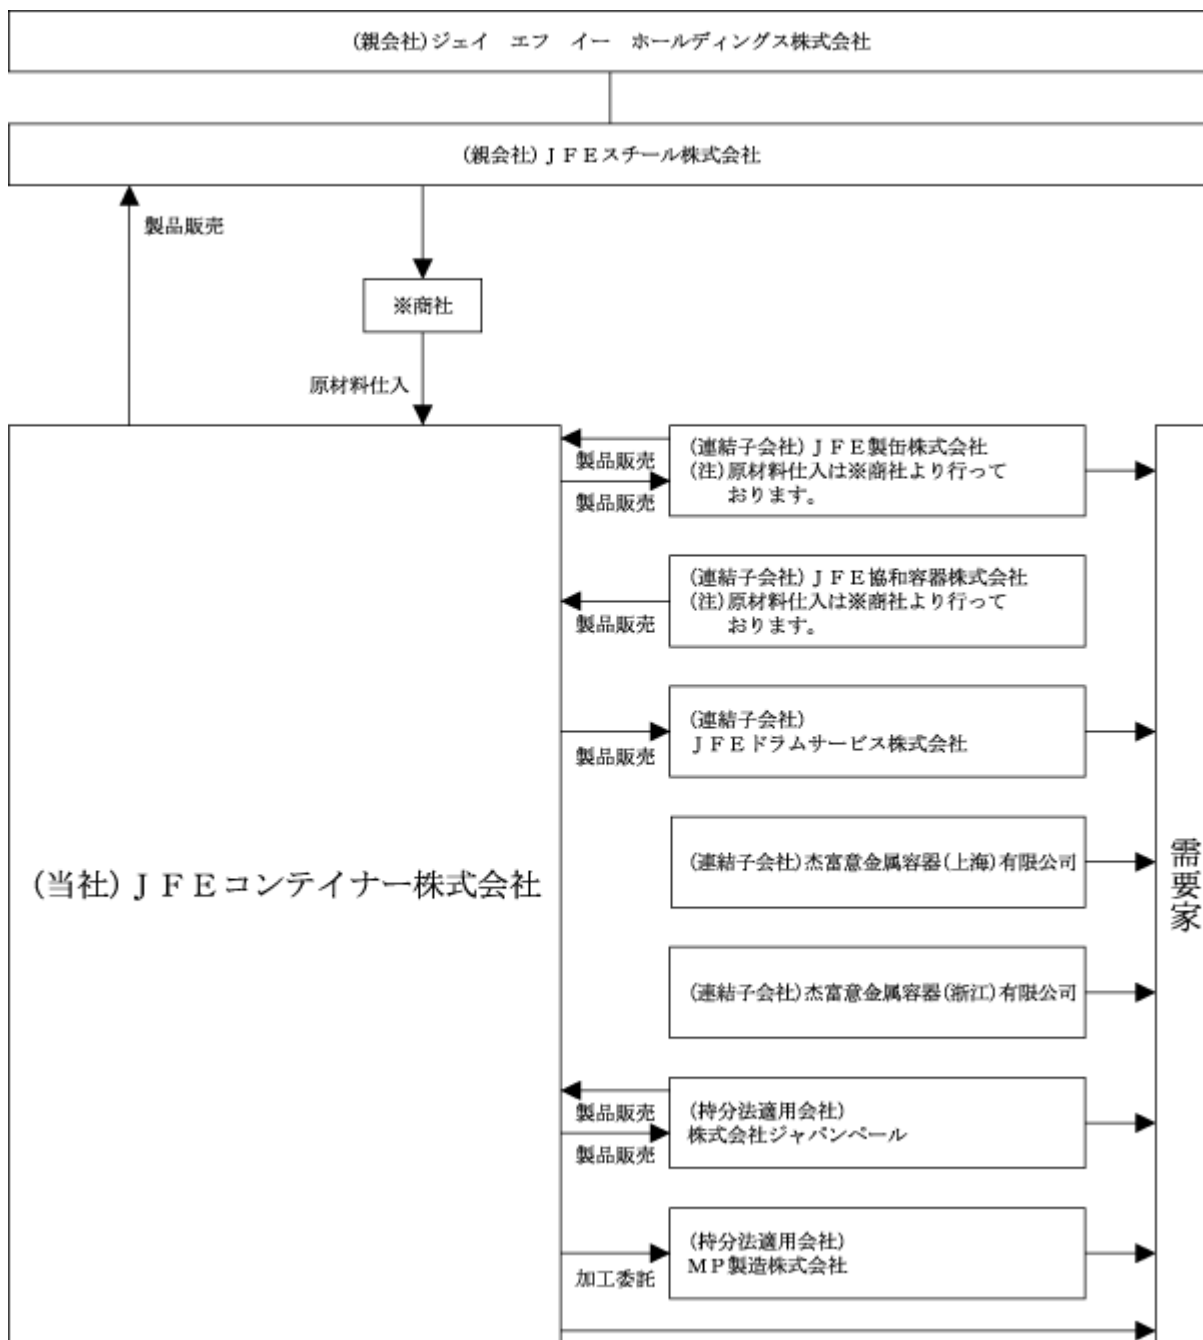 (親会社)ジェイ　エフ　イー　ホールディングス株式会社
(親会社)ＪＦＥスチール株式会社
製品販売
※商社
原材料仕入
(当社)ＪＦＥコンテイナー株式会社
製品販売
製品販売
(連結子会社)ＪＦＥ製缶株式会社
(注)原材料仕入は※商社より行って
おります。
製品販売
(連結子会社)ＪＦＥ協和容器株式会社
(注)原材料仕入は※商社より行って
おります。
製品販売
(連結子会社)
ＪＦＥドラムサービス株式会社
(連結子会社)杰富意金属容器(上海)有限公司
(連結子会社)杰富意金属容器(浙江)有限公司
製品販売
製品販売
(持分法適用会社)
株式会社ジャパンペール
加工委託
(持分法適用会社)
ＭＰ製造株式会社
需要家